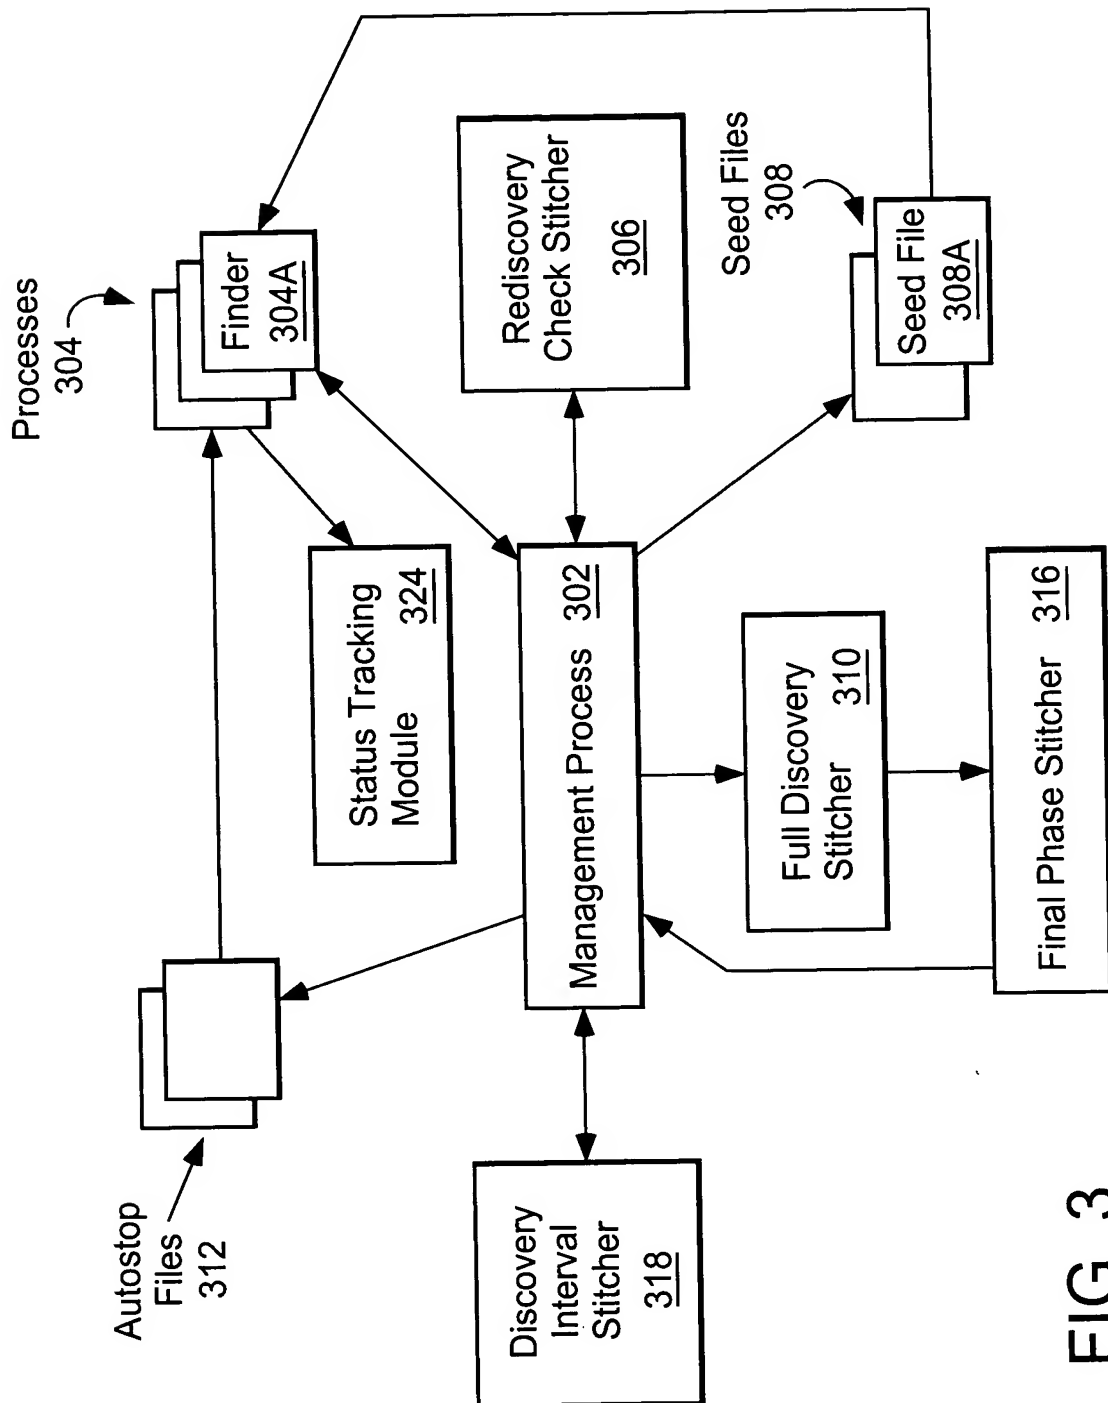 Processes
304
Finder
304A
Autostop
Files
312
Status Tracking
Module 324
Rediscovery
Check Stitcher
306
Management Process 302
Seed Files
308
Seed File
308A
Discovery
Interval
Stitcher
318
Full Discovery
Stitcher 310
Final Phase Stitcher 316
FIG. 3